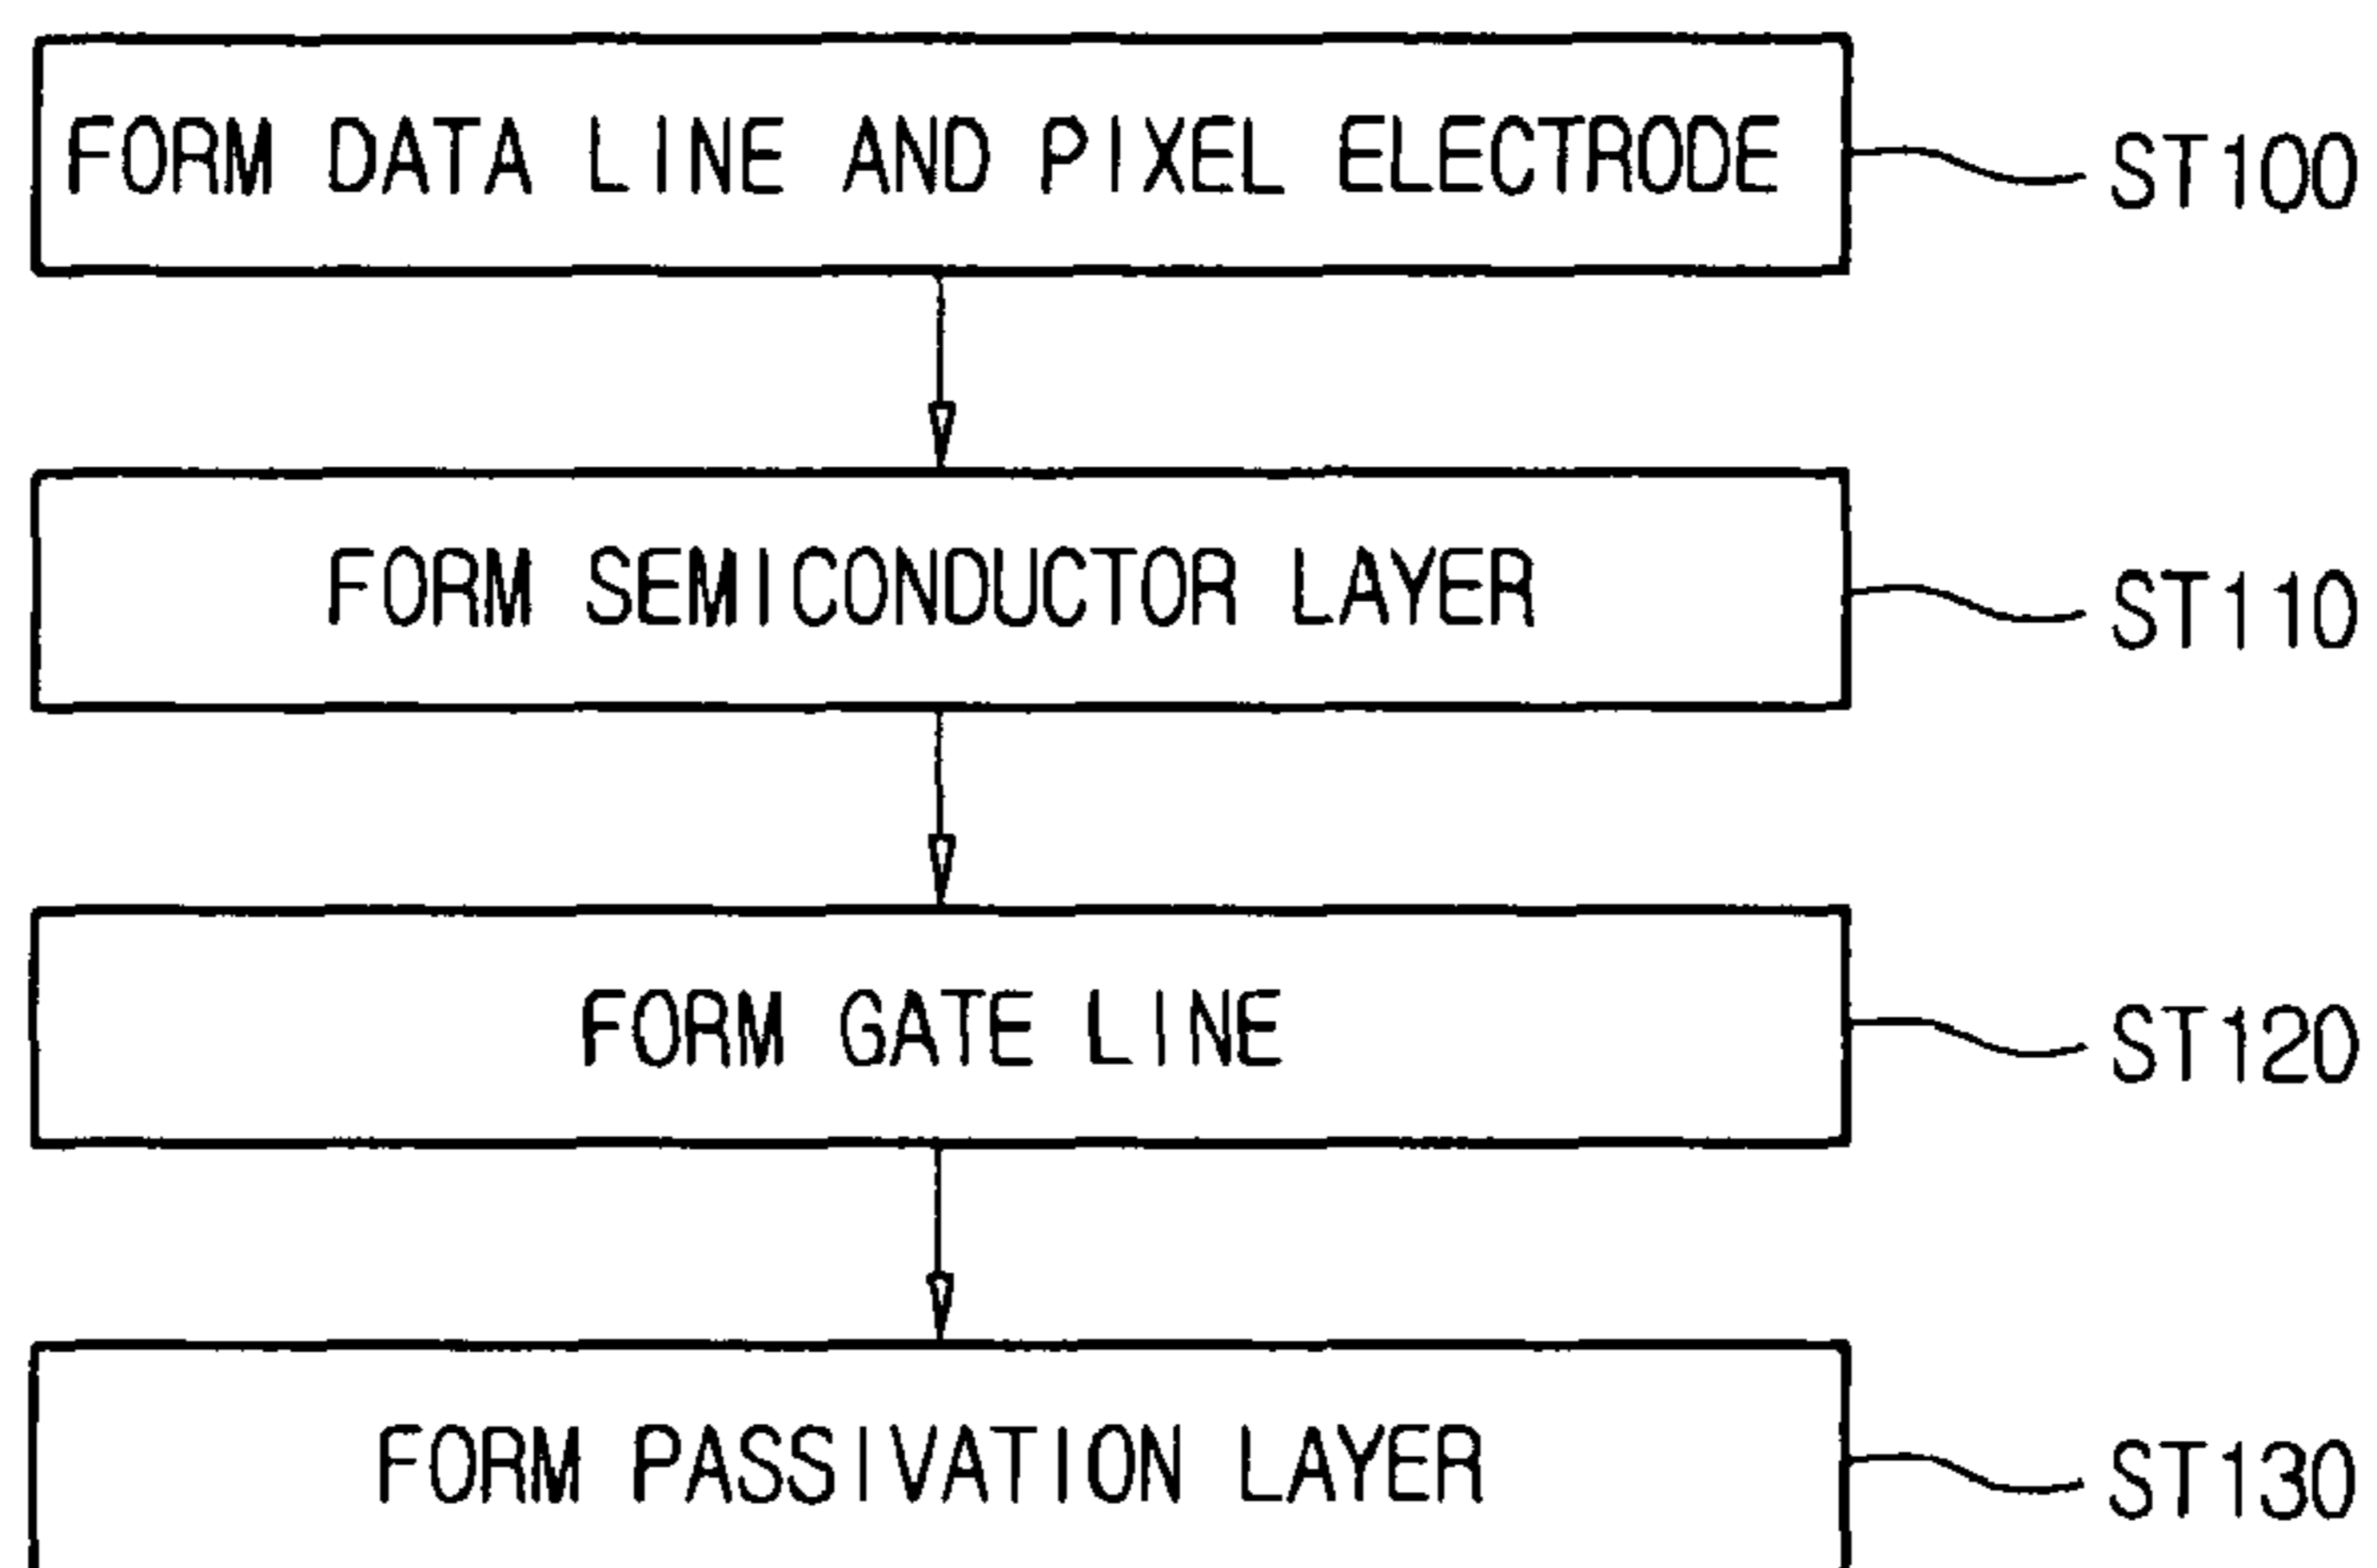 FORM DATA LINE AND PIXEL ELECTRODE
ST100
FORM SEMICONDUCTOR LAYER
ST110
FORM GATE LINE
ST120
FORM PASSIVATION LAYER
ST130